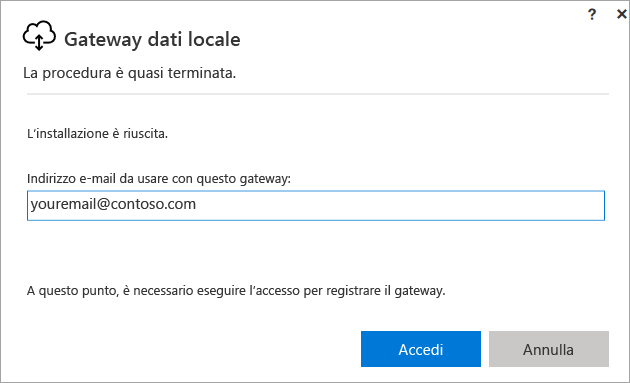 ? ×
Gateway dati locale
La procedura è quasi terminata.
L'installazione è riuscita.
Indirizzo e-mail da usare con questo gateway:
youremail@contoso.com
A questo punto, è necessario eseguire l'accesso per registrare il gateway.
Accedi Annulla